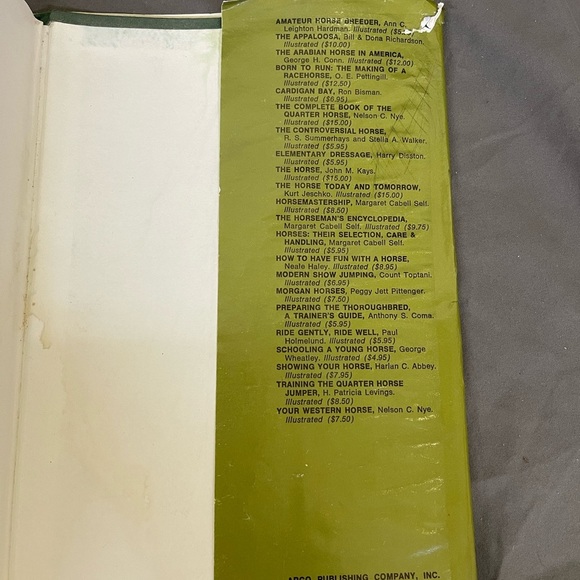 AMATEUR HORSE BREEDER, Ann C.
Leighton Hardman. Illustrated
THE APPALOOSA, Bill & Dona Richardson.
Illustrated ($10.00)
THE ARABIAN HORSE IN AMERICA,
George H. Conn. Illustrated ($12.00)
BORN TO RUN: THE MAKING OF A
RACEHORSE, O. E. Pettingill.
Illustrated ($12.50)
CARDIGAN BAY, Ron Bisman.
Illustrated ($6.95)
THE COMPLETE BOOK OF THE
QUARTER HORSE, Nelson C. Nye.
Illustrated ($15.00)
THE CONTROVERSIAL HORSE,
R. S. Summerhays and Stella A. Walker.
Illustrated ($5.95)
ELEMENTARY DRESSAGE, Harry Disston.
Illustrated ($5.95)
THE HORSE, John M. Kays.
Illustrated ($15.00)
THE HORSE TODAY AND TOMORROW,
Kurt Jeschko. Illustrated ($15.00)
HORSEMASTERSHIP, Margaret Cabell Self.
Illustrated ($8.50)
THE HORSEMAN'S ENCYCLOPEDIA,
Margaret Cabell Self. Illustrated ($9.75)
HORSES: THEIR SELECTION, CARE &
HANDLING, Margaret Cabell Self.
Illustrated ($5.95)
HOW TO HAVE FUN WITH A HORSE,
Neale Haley. Illustrated ($8.95)
MODERN SHOW JUMPING, Count Toptani.
Illustrated ($6.95)
MORGAN HORSES, Peggy Jett Pittenger.
Illustrated ($7.50)
PREPARING THE THOROUGHBRED,
A TRAINER'S GUIDE, Anthony S. Coma.
Illustrated ($5.95)
RIDE GENTLY, RIDE WELL, Paul
Holmelund. Illustrated ($5.95)
SCHOOLING A YOUNG HORSE, George
Wheatley. Illustrated ($4.95)
SHOWING YOUR HORSE, Harlan C. Abbey.
Illustrated ($7.95)
TRAINING THE QUARTER HORSE
JUMPER, H. Patricia Levings.
Illustrated ($8.50)
YOUR WESTERN HORSE, Nelson C. Nye.
Illustrated ($7.50)
ARCO PUBLISHING COMPANY, INC.